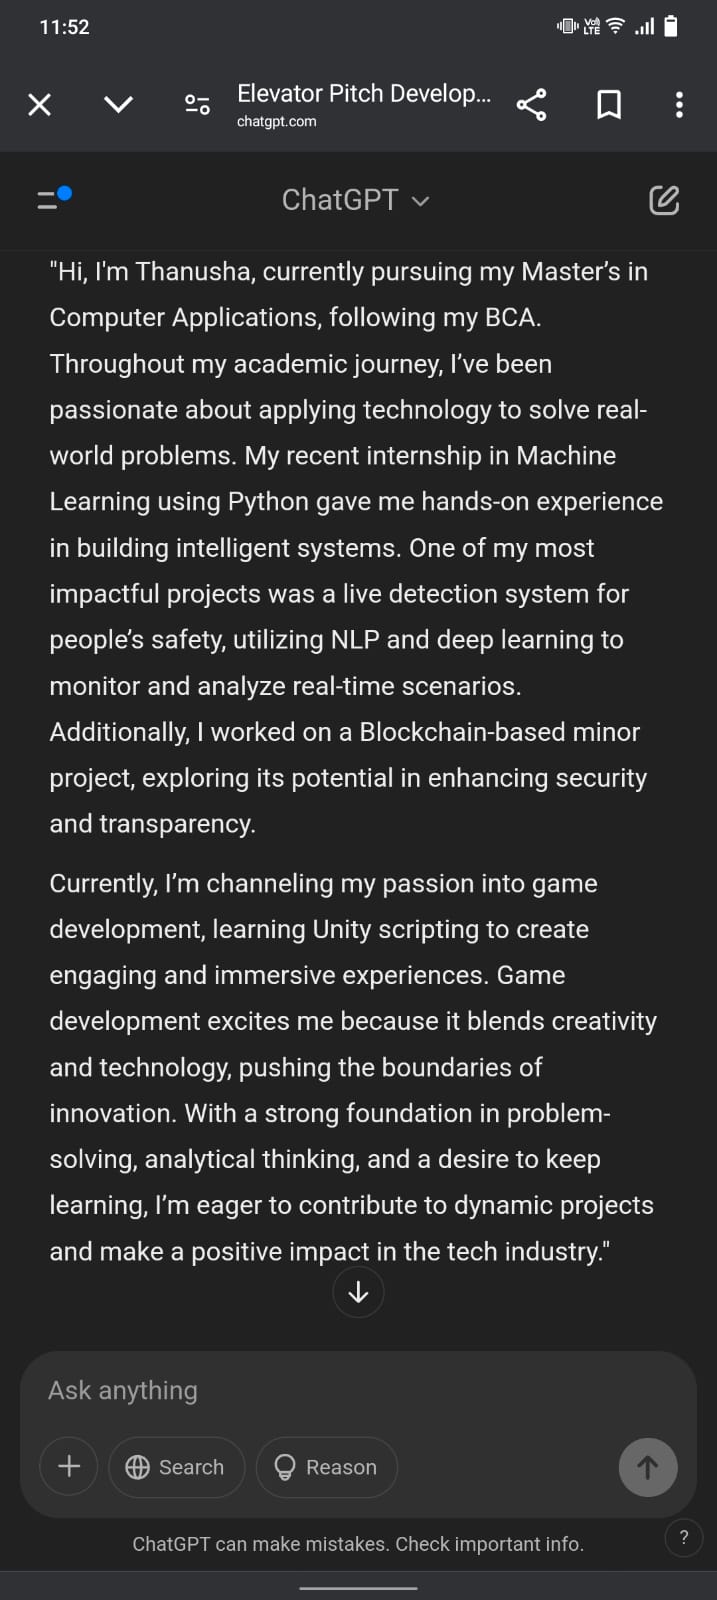 11:52
Vo)
LTE
Elevator Pitch Develop...
chatgpt.com
ChatGPT
"Hi, I'm Thanusha, currently pursuing my Master’s in
Computer Applications, following my BCA.
Throughout my academic journey, I’ve been
passionate about applying technology to solve real-
world problems. My recent internship in Machine
Learning using Python gave me hands-on experience
in building intelligent systems. One of my most
impactful projects was a live detection system for
people’s safety, utilizing NLP and deep learning to
monitor and analyze real-time scenarios.
Additionally, I worked on a Blockchain-based minor
project, exploring its potential in enhancing security
and transparency.
Currently, I’m channeling my passion into game
development, learning Unity scripting to create
engaging and immersive experiences. Game
development excites me because it blends creativity
and technology, pushing the boundaries of
innovation. With a strong foundation in problem-
solving, analytical thinking, and a desire to keep
learning, I’m eager to contribute to dynamic projects
and make a positive impact in the tech industry."
Ask anything
Search
Reason
ChatGPT can make mistakes. Check important info.
?